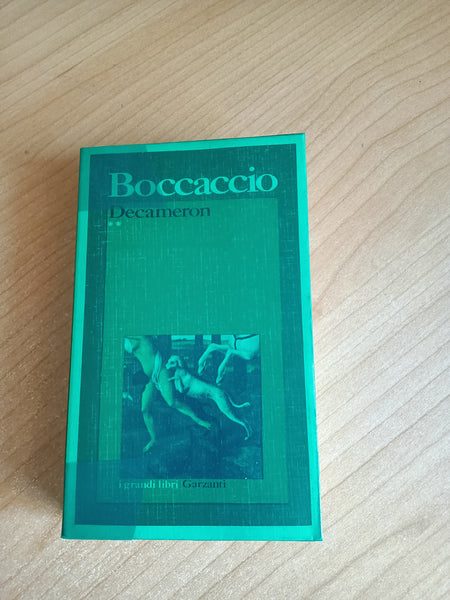 Boccaccio
Decameron
**
i grandi libri Garzanti